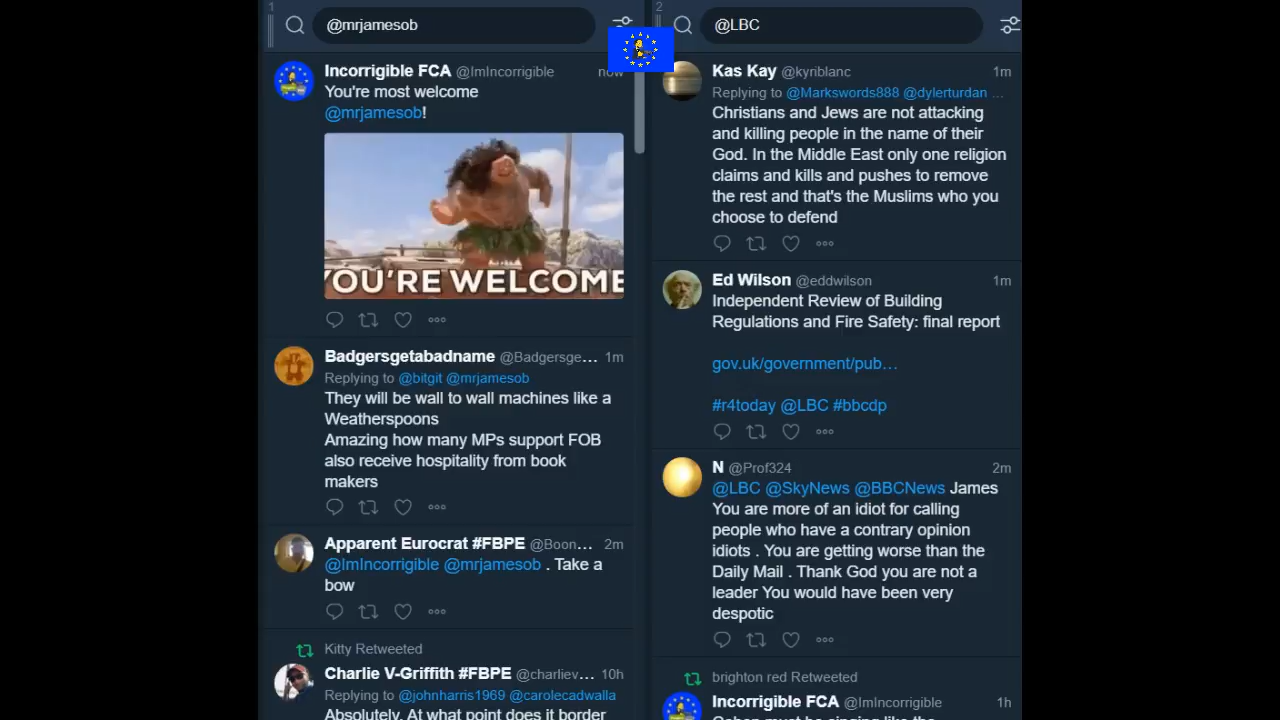 1
@mrjamesob
Incorrigible FCA @ImIncorrigible now
You're most welcome
@mrjamesob!
YOU'RE WELCOME
Badgersgetabadname @Badgersge... 1m
Replying to @bitgit @mrjamesob
They will be wall to wall machines like a
Weatherspoons
Amazing how many MPs support FOB
also receive hospitality from book
makers
Apparent Eurocrat #FBPE @Boon... 2m
@ImIncorrigible @mrjamesob . Take a
bow
Kitty Retweeted
Charlie V-Griffith #FBPE @charliev... 10h
Replying to @johnharris1969 @carolecadwalla
Absolutely. At what point does it border
2
@LBC
Kas Kay @kyriblanc 1m
Replying to @Markswords888 @dylerturdan ...
Christians and Jews are not attacking
and killing people in the name of their
God. In the Middle East only one religion
claims and kills and pushes to remove
the rest and that's the Muslims who you
choose to defend
Ed Wilson @eddwilson 1m
Independent Review of Building
Regulations and Fire Safety: final report
gov.uk/government/pub…
#r4today @LBC #bbcdp
N @Prof324 2m
@LBC @SkyNews @BBCNews James
You are more of an idiot for calling
people who have a contrary opinion
idiots . You are getting worse than the
Daily Mail . Thank God you are not a
leader You would have been very
despotic
brighton red Retweeted
Incorrigible FCA @ImIncorrigible 1h